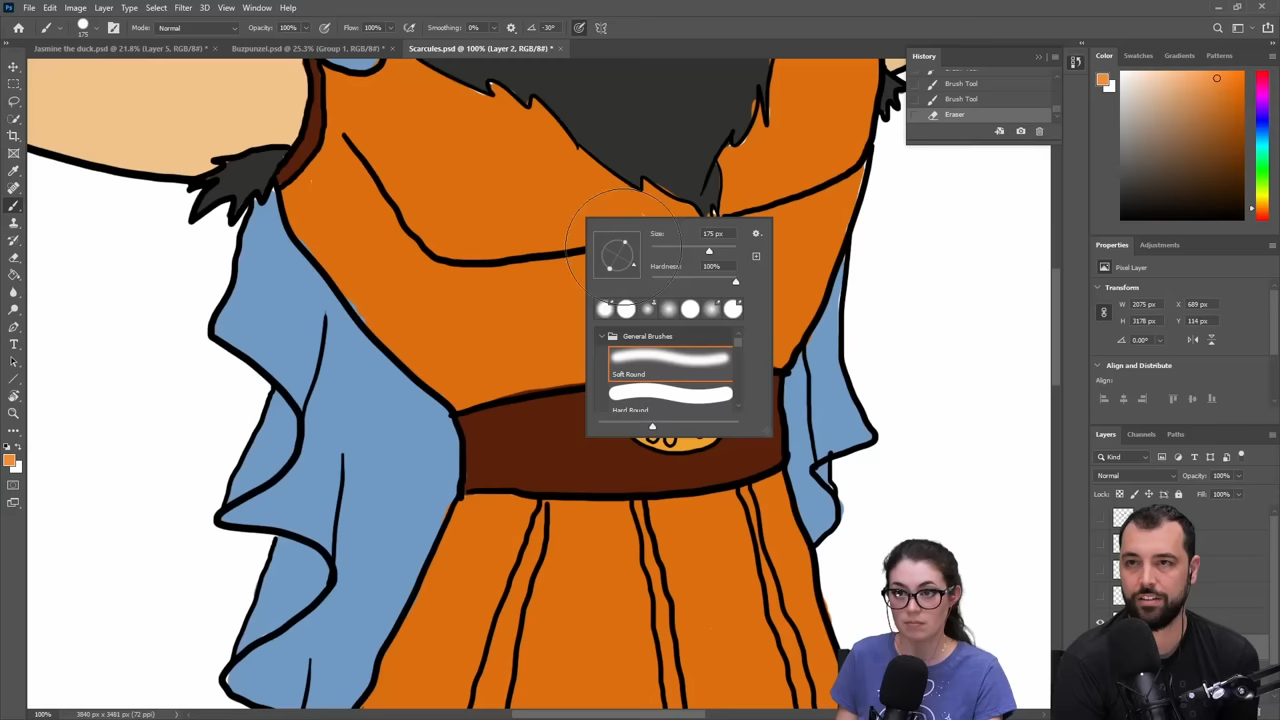 File Edit Image Layer Type Select Filter 3D View Window Help
175 Mode: Normal Opacity: 100% Flow: 100% Smoothing: 0% -30°
Jasmine the duck.psd @ 21.8% (Layer 5, RGB/8#) * Buzpunzel.psd @ 25.3% (Group 1, RGB/8#) * Scarcules.psd @ 100% (Layer 2, RGB/8#) *
History
Brush Tool
Brush Tool
Eraser
Color Swatches Gradients Patterns
Size: 175 px
Hardness: 100%
General Brushes
Soft Round
Hard Round
Properties Adjustments
Pixel Layer
Transform
W 2075 px X 689 px
H 3178 px Y 114 px
0.00°
Align and Distribute
Align:
Layers Channels Paths
Kind
Normal Opacity: 100%
Lock: Fill: 100%
100% 3840 px x 3481 px (72 ppi)